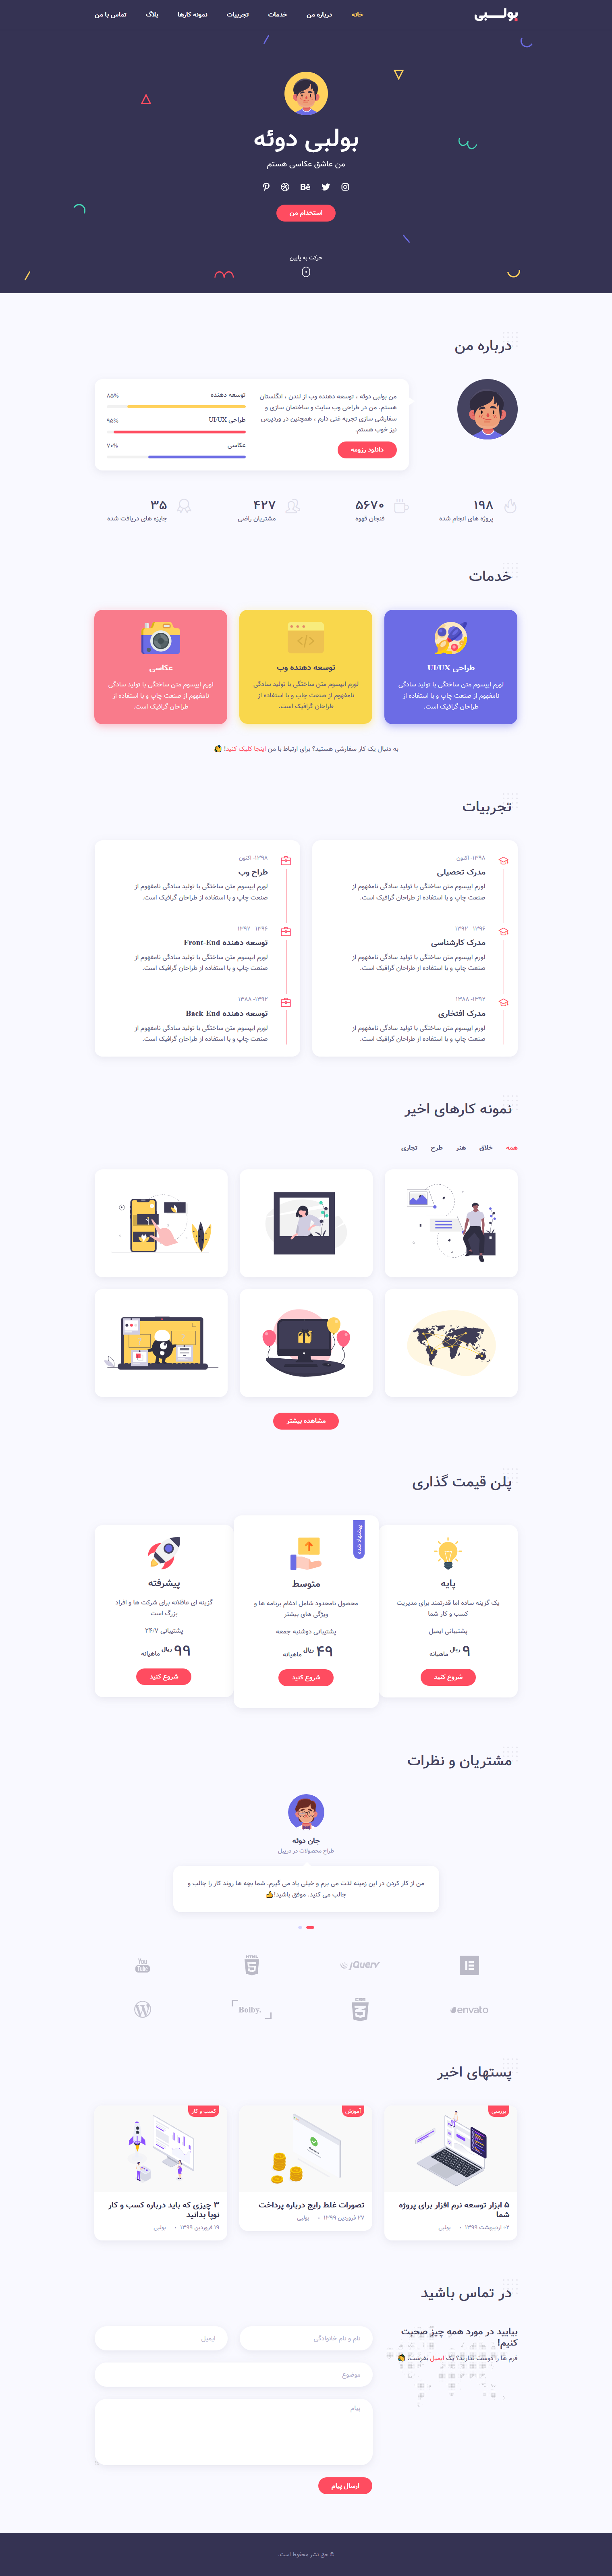 بولبی
خانه
درباره من
خدمات
تجربیات
نمونه کارها
بلاگ
تماس با من
بولبی دوئه
من عاشق عکاسی هستم
Bē
استخدام من
حرکت به پایین
درباره من
من بولبی دوئه ، توسعه دهنده وب از لندن ، انگلستان
هستم. من در طراحی وب سایت و ساختمان سازی و
سفارشی سازی تجربه غنی دارم ، همچنین در وردپرس
نیز خوب هستم.
دانلود رزومه
توسعه دهنده
۸۵%
طراحی UI/UX
۹۵%
عکاسی
۷۰%
۱۹۸
پروژه های انجام شده
۵۶۷۰
فنجان قهوه
۴۲۷
مشتریان راضی
۳۵
جایزه های دریافت شده
خدمات
طراحی UI/UX
لورم ایپسوم متن ساختگی با تولید سادگی
نامفهوم از صنعت چاپ و با استفاده از
طراحان گرافیک است.
توسعه دهنده وب
لورم ایپسوم متن ساختگی با تولید سادگی
نامفهوم از صنعت چاپ و با استفاده از
طراحان گرافیک است.
عکاسی
لورم ایپسوم متن ساختگی با تولید سادگی
نامفهوم از صنعت چاپ و با استفاده از
طراحان گرافیک است.
به دنبال یک کار سفارشی هستید؟ برای ارتباط با من اینجا کلیک کنید! 👋
تجربیات
۱۳۹۸- اکنون
مدرک تحصیلی
لورم ایپسوم متن ساختگی با تولید سادگی نامفهوم از
صنعت چاپ و با استفاده از طراحان گرافیک است.
۱۳۹۶ - ۱۳۹۲
مدرک کارشناسی
لورم ایپسوم متن ساختگی با تولید سادگی نامفهوم از
صنعت چاپ و با استفاده از طراحان گرافیک است.
۱۳۹۲- ۱۳۸۸
مدرک افتخاری
لورم ایپسوم متن ساختگی با تولید سادگی نامفهوم از
صنعت چاپ و با استفاده از طراحان گرافیک است.
۱۳۹۸- اکنون
طراح وب
لورم ایپسوم متن ساختگی با تولید سادگی نامفهوم از
صنعت چاپ و با استفاده از طراحان گرافیک است.
۱۳۹۶ - ۱۳۹۲
توسعه دهنده Front-End
لورم ایپسوم متن ساختگی با تولید سادگی نامفهوم از
صنعت چاپ و با استفاده از طراحان گرافیک است.
۱۳۹۲- ۱۳۸۸
توسعه دهنده Back-End
لورم ایپسوم متن ساختگی با تولید سادگی نامفهوم از
صنعت چاپ و با استفاده از طراحان گرافیک است.
نمونه کارهای اخیر
همه
خلاق
هنر
طرح
تجاری
مشاهده بیشتر
پلن قیمت گذاری
پایه
یک گزینه ساده اما قدرتمند برای مدیریت
کسب و کار شما
پشتیبانی ایمیل
۹ ریال ماهیانه
شروع کنید
پیشنهاد شده
متوسط
محصول نامحدود شامل ادغام برنامه ها و
ویژگی های بیشتر
پشتیبانی دوشنبه-جمعه
۴۹ ریال ماهیانه
شروع کنید
پیشرفته
گزینه ای عاقلانه برای شرکت ها و افراد
بزرگ است
پشتیبانی ۲۴/۷
۹۹ ریال ماهیانه
شروع کنید
مشتریان و نظرات
جان دوئه
طراح محصولات در دریبل
من از کار کردن در این زمینه لذت می برم و خیلی یاد می گیرم. شما بچه ها روند کار را جالب و
جالب می کنید. موفق باشید!👍
jQuery
HTML
5
You
Tube
envato
CSS
3
Bolby.
پستهای اخیر
بررسی
۵ ابزار توسعه نرم افزار برای پروژه
شما
۰۲ اردیبهشت ۱۳۹۹ • بولبی
آموزش
تصورات غلط رایج درباره پرداخت
۲۷ فروردین ۱۳۹۹ • بولبی
کسب و کار
۳ چیزی که باید درباره کسب و کار
نوپا بدانید
۱۹ فروردین ۱۳۹۹ • بولبی
در تماس باشید
بیایید در مورد همه چیز صحبت
کنیم!
فرم ها را دوست ندارید؟ یک ایمیل بفرست. 👋
نام و نام خانوادگی
ایمیل
موضوع
پیام
ارسال پیام
© حق نشر محفوظ است.